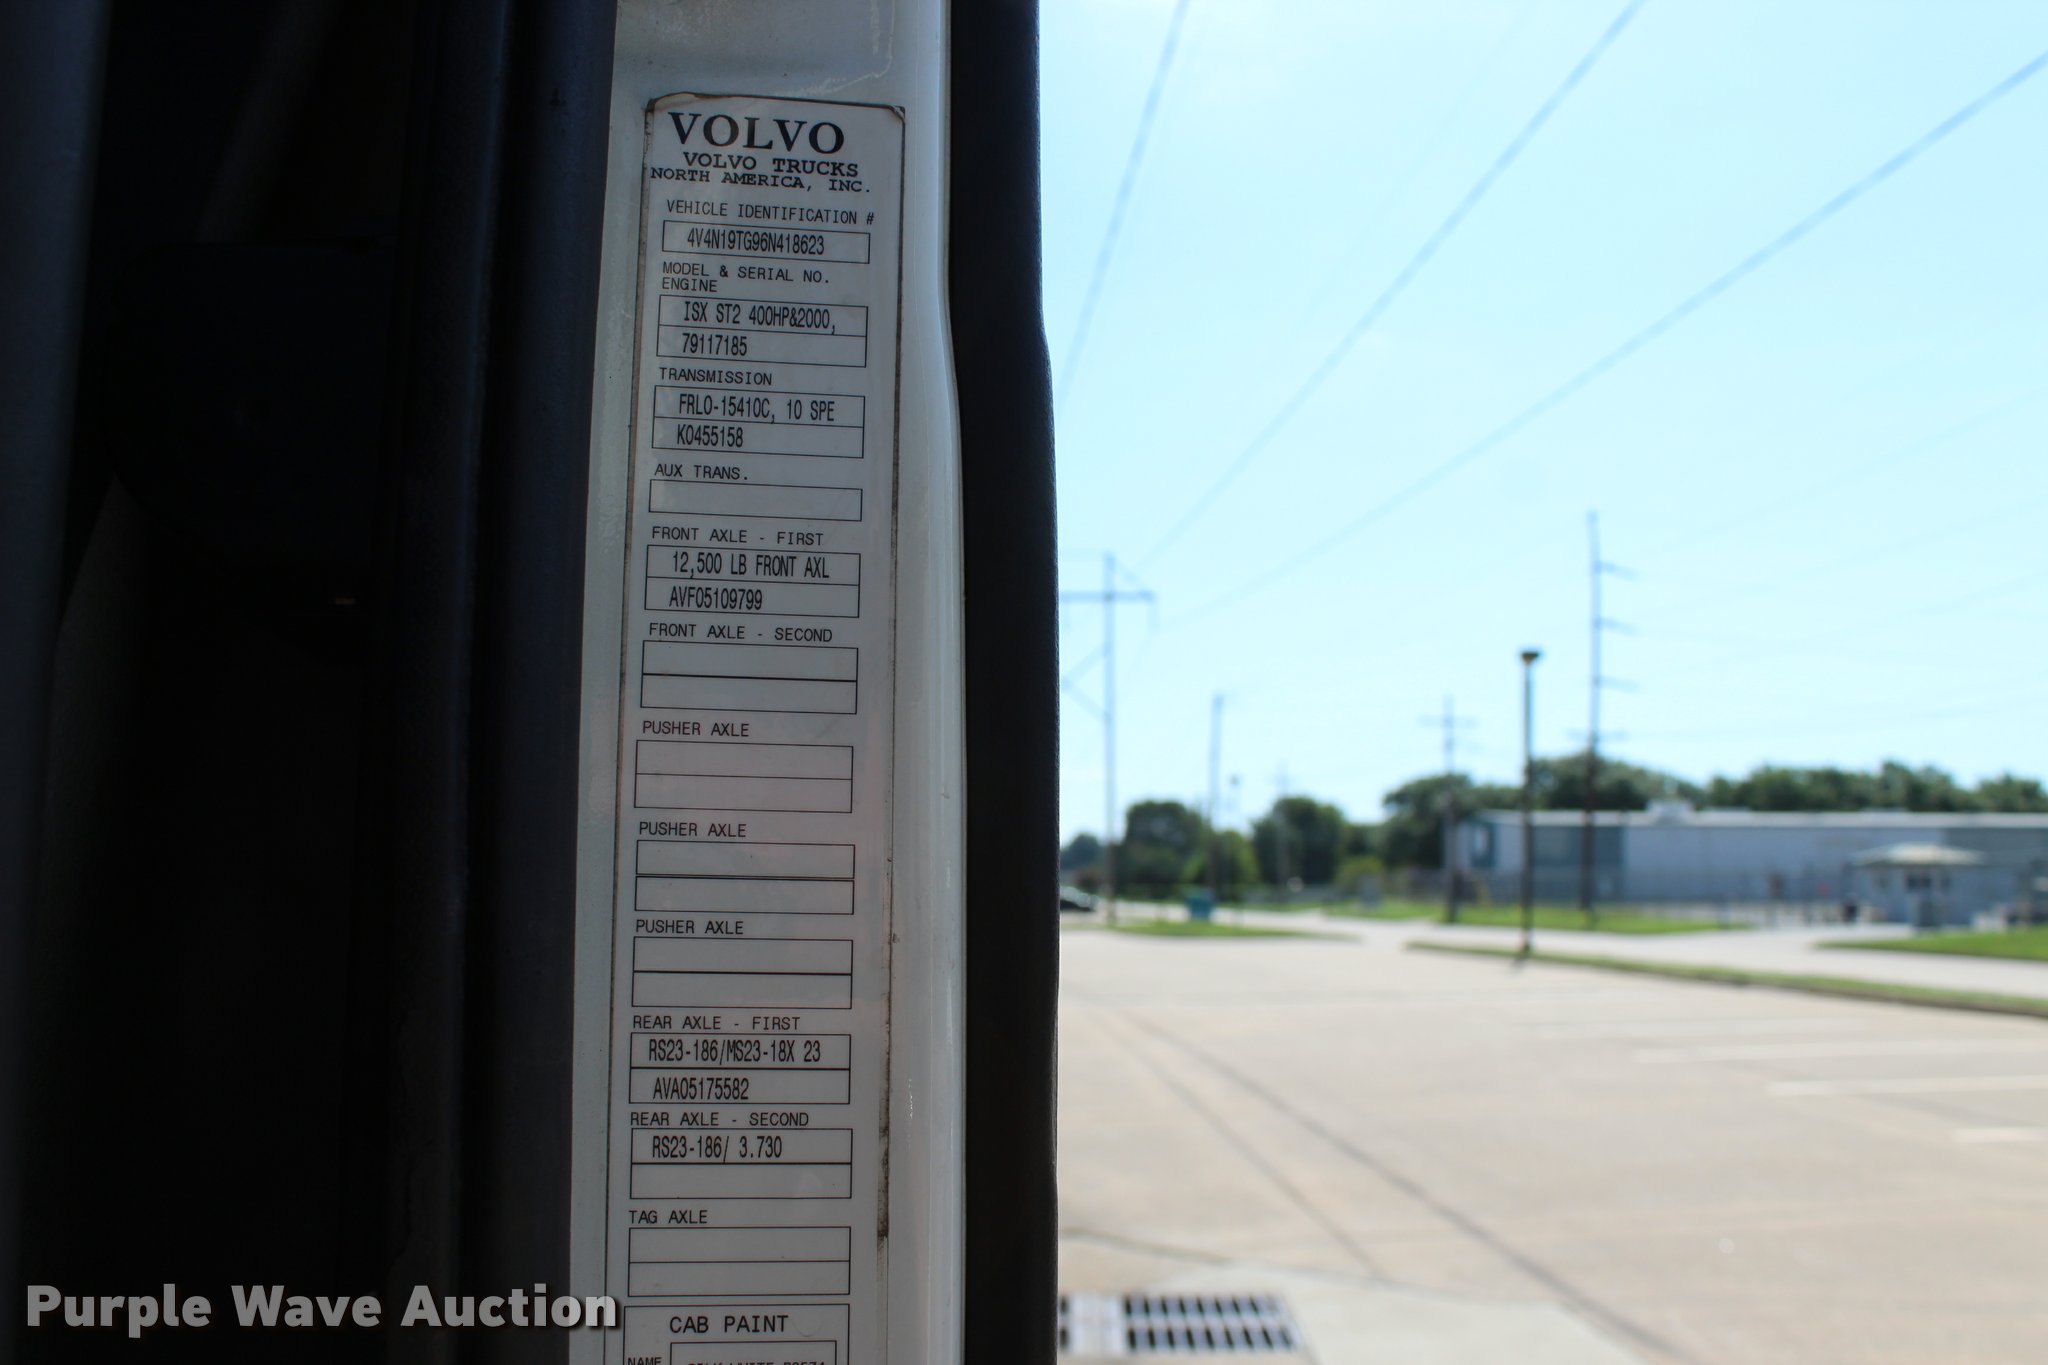 VOLVO
VOLVO TRUCKS
NORTH AMERICA, INC.
VEHICLE IDENTIFICATION #
4V4N19TG96N418623
MODEL & SERIAL NO.
ENGINE
ISX ST2 400HP&2000,
79117185
TRANSMISSION
FRLO-15410C, 10 SPE
K0455158
AUX TRANS.
FRONT AXLE - FIRST
12,500 LB FRONT AXL
AVF05109799
FRONT AXLE - SECOND
PUSHER AXLE
PUSHER AXLE
PUSHER AXLE
REAR AXLE - FIRST
RS23-186/MS23-18X 23
AVA05175582
REAR AXLE - SECOND
RS23-186/ 3.730
TAG AXLE
CAB PAINT
NAME
Purple Wave Auction